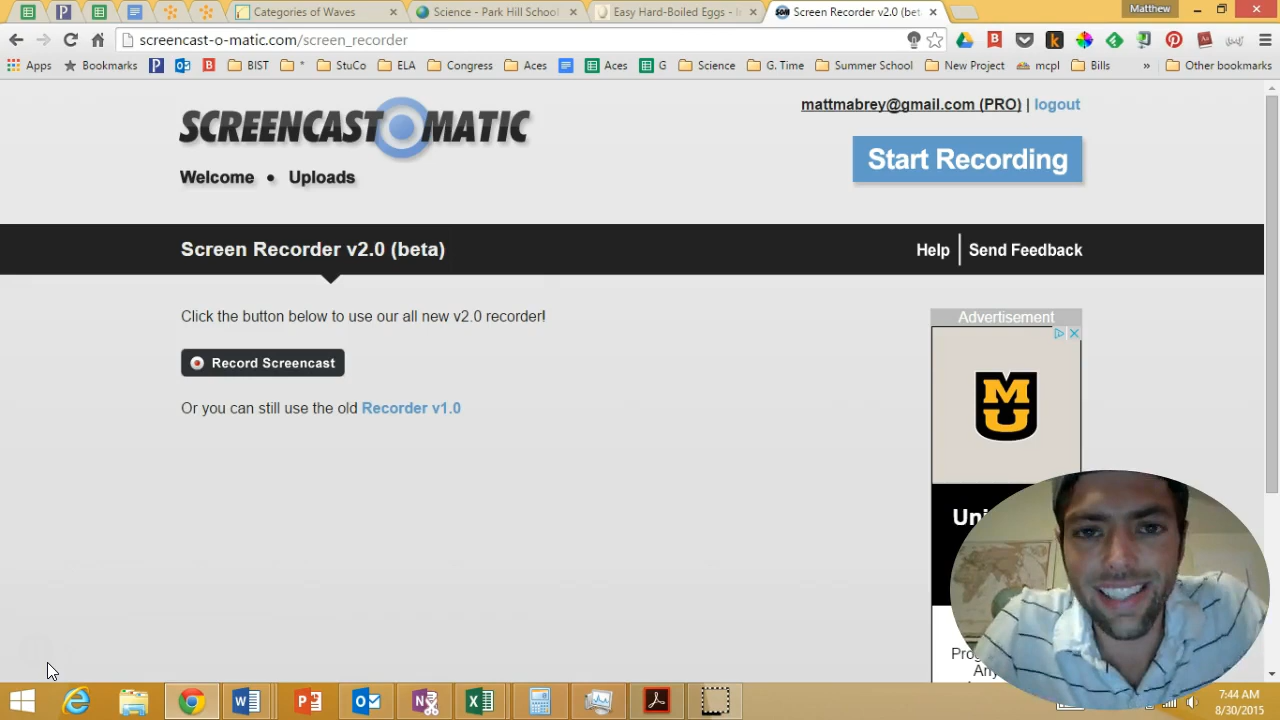 Categories of Waves
Science - Park Hill School
Easy Hard-Boiled Eggs - I
Screen Recorder v2.0 (bet
Matthew
screencast-o-matic.com/screen_recorder
Apps Bookmarks BIST * StuCo ELA Congress Aces Aces G Science G. Time Summer School New Project mcpl Bills » Other bookmarks
SCREENCAST O MATIC
mattmabrey@gmail.com (PRO) | logout
Start Recording
Welcome • Uploads
Screen Recorder v2.0 (beta)
Help Send Feedback
Click the button below to use our all new v2.0 recorder!
Record Screencast
Or you can still use the old Recorder v1.0
Advertisement
MU
Uni
Prog
Any
7:44 AM
8/30/2015